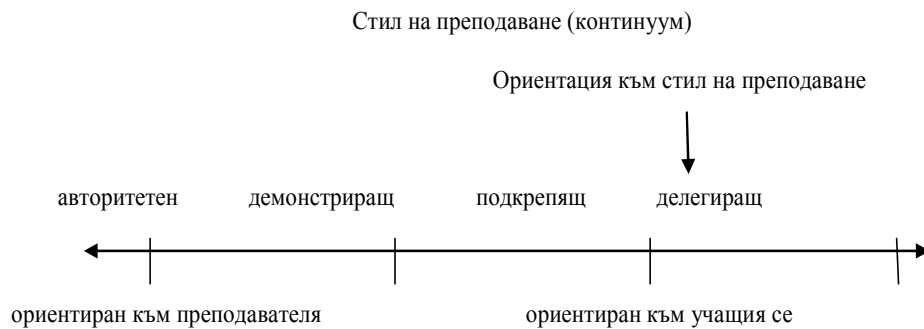 Стил на преподаване (континуум)
Ориентация към стил на преподаване
авторитетен демонстриращ подкрепящ делегиращ
ориентиран към преподавателя ориентиран към учащия се